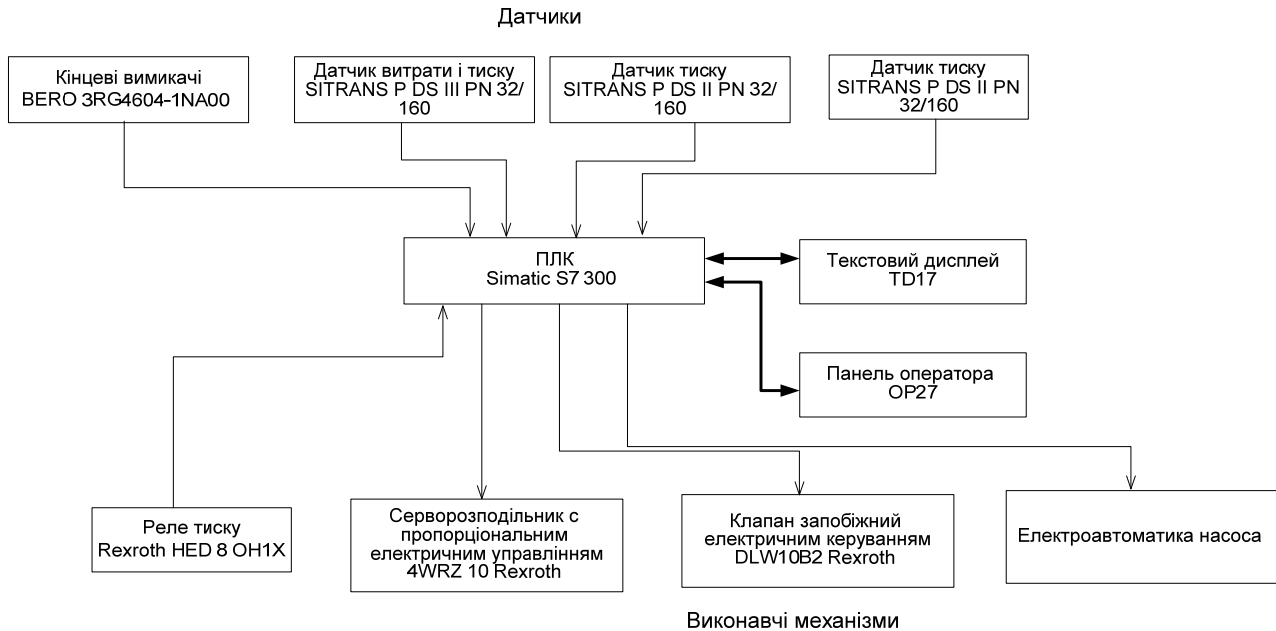 Датчики
Кінцеві вимикачі
BERO 3RG4604-1NA00
Датчик витрати і тиску
SITRANS P DS III PN 32/
160
Датчик тиску
SITRANS P DS II PN 32/
160
Датчик тиску
SITRANS P DS II PN
32/160
ПЛК
Simatic S7 300
Текстовий дисплей
TD17
Панель оператора
OP27
Реле тиску
Rexroth HED 8 OH1X
Серворозподільник с
пропорціональним
електричним управлінням
4WRZ 10 Rexroth
Клапан запобіжний
електричним керуванням
DLW10B2 Rexroth
Електроавтоматика насоса
Виконавчі механізми